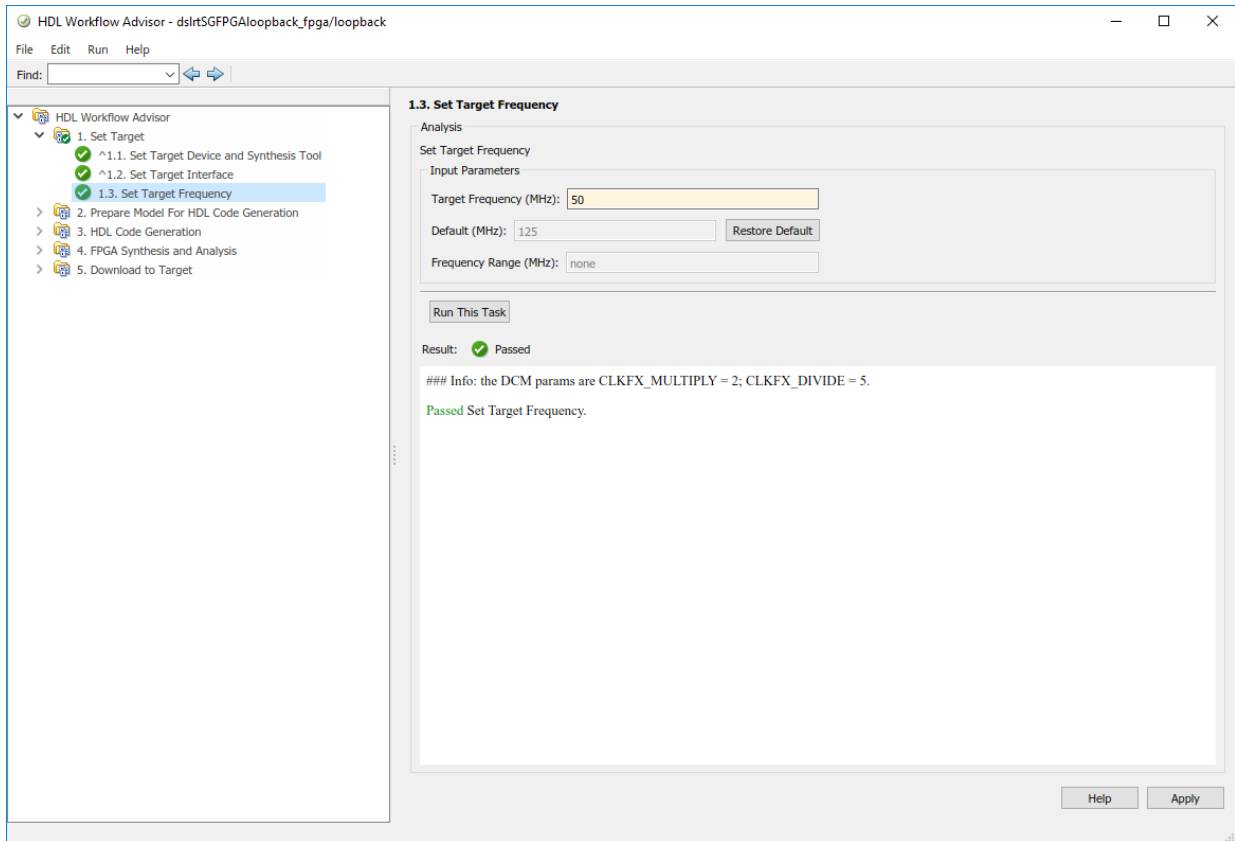 HDL Workflow Advisor - dslrtSGFPGAloopback_fpga/loopback
File Edit Run Help
Find:
HDL Workflow Advisor
1. Set Target
^1.1. Set Target Device and Synthesis Tool
^1.2. Set Target Interface
1.3. Set Target Frequency
2. Prepare Model For HDL Code Generation
3. HDL Code Generation
4. FPGA Synthesis and Analysis
5. Download to Target
1.3. Set Target Frequency
Analysis
Set Target Frequency
Input Parameters
Target Frequency (MHz): 50
Default (MHz): 125 Restore Default
Frequency Range (MHz): none
Run This Task
Result: Passed
### Info: the DCM params are CLKFX_MULTIPLY = 2; CLKFX_DIVIDE = 5.
Passed Set Target Frequency.
Help Apply